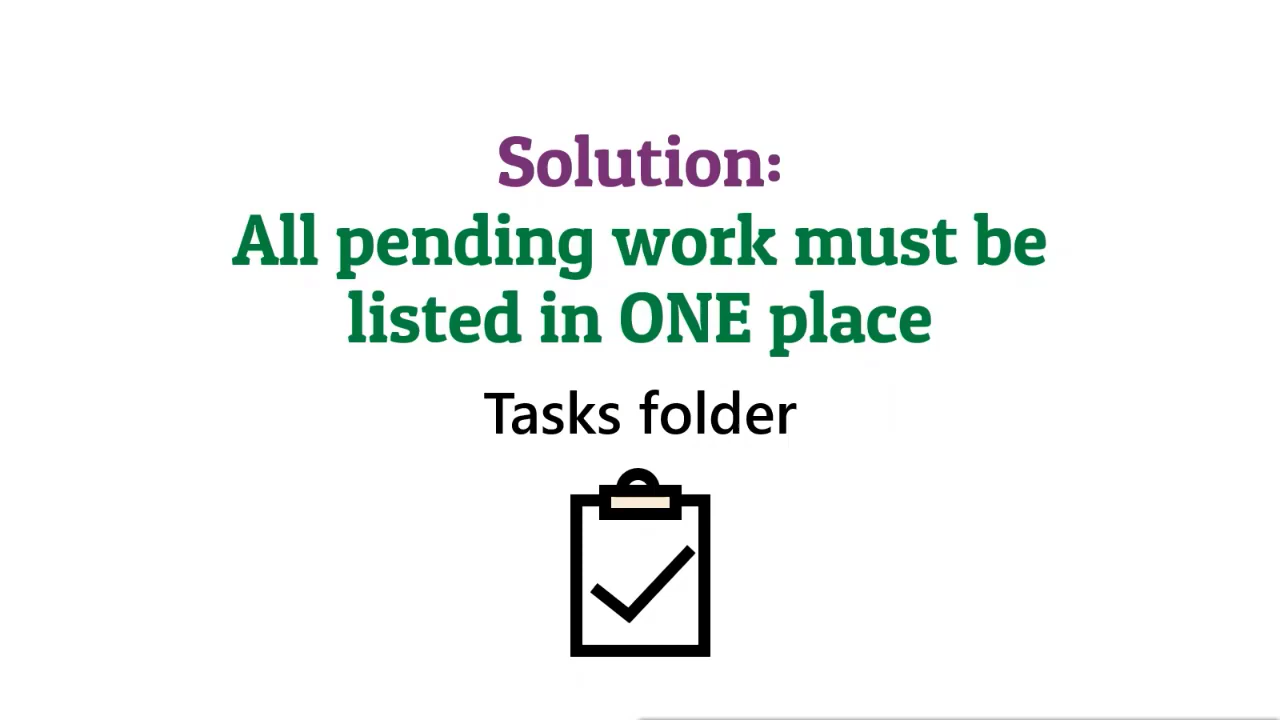 Solution:
All pending work must be
listed in ONE place
Tasks folder